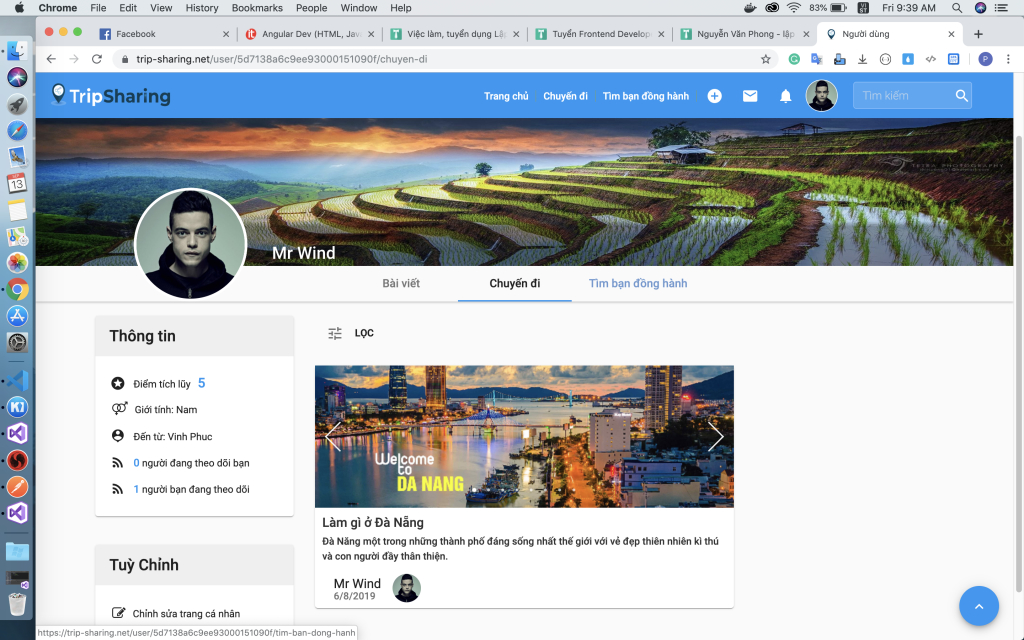 Chrome File Edit View History Bookmarks People Window Help 83% VI ST Fri 9:39 AM
Facebook Angular Dev (HTML, Java Việc làm, tuyển dụng Lập Tuyển Frontend Develop Nguyễn Văn Phong - lập Người dùng
trip-sharing.net/user/5d7138a6c9ee93000151090f/chuyen-di P
TripSharing Trang chủ Chuyến đi Tìm bạn đồng hành Tìm kiếm
Mr Wind
Bài viết Chuyến đi Tìm bạn đồng hành
Thông tin
Điểm tích lũy 5
Giới tính: Nam
Đến từ: Vinh Phuc
0 người đang theo dõi bạn
1 người bạn đang theo dõi
Tuỳ Chỉnh
Chỉnh sửa trang cá nhân
LỌC
Welcome
to
DA NANG
Làm gì ở Đà Nẵng
Đà Nẵng một trong những thành phố đáng sống nhất thế giới với vẻ đẹp thiên nhiên kì thú
và con người đầy thân thiện.
Mr Wind
6/8/2019
https://trip-sharing.net/user/5d7138a6c9ee93000151090f/tim-ban-dong-hanh